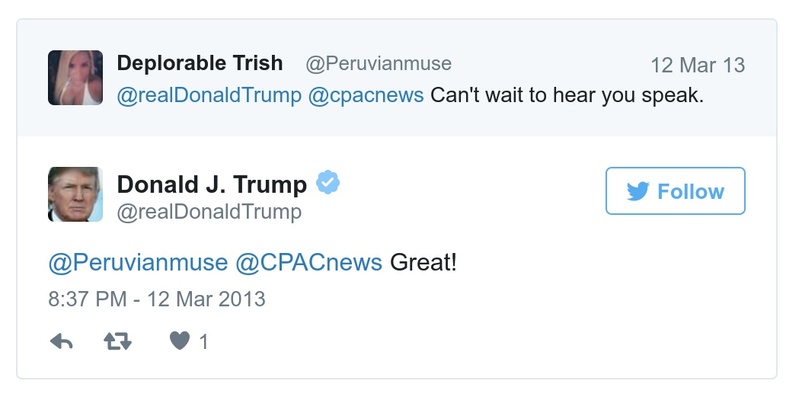 Deplorable Trish @Peruvianmuse 12 Mar 13
@realDonaldTrump @cpacnews Can't wait to hear you speak.
Donald J. Trump
@realDonaldTrump
Follow
@Peruvianmuse @CPACnews Great!
8:37 PM - 12 Mar 2013
1